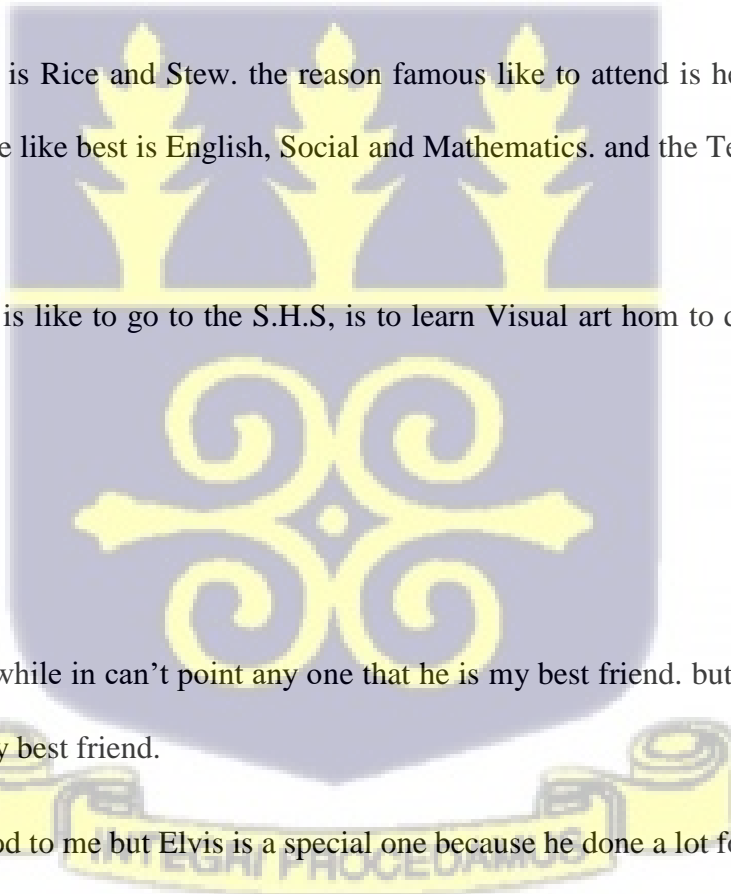 is Rice and Stew. the reason famous like to attend is
like best is English, Social and Mathematics. and the
is like to go to the S.H.S, is to learn Visual art hom to
while in can't point any one that he is my best friend. but
best friend.
to me but Elvis is a special one because he done a lot
INTEGRI PROCEDAMUS